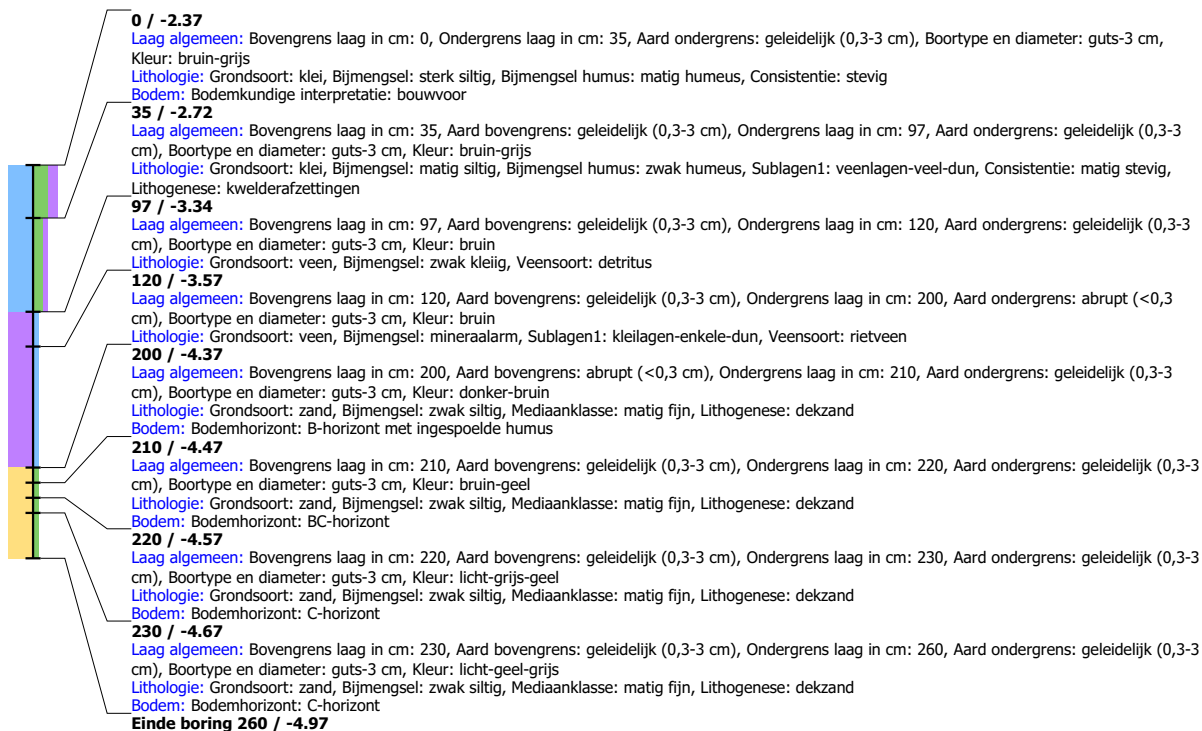 0 / -2.37
Laag algemeen: Bovengrens laag in cm: 0, Ondergrens laag in cm: 35, Aard ondergrens: geleidelijk (0,3-3 cm), Boortype en diameter: guts-3 cm,
Kleur: bruin-grijs
Lithologie: Grondsoort: klei, Bijmengsel: sterk siltig, Bijmengsel humus: matig humeus, Consistentie: stevig
Bodem: Bodemkundige interpretatie: bouwvoor
35 / -2.72
Laag algemeen: Bovengrens laag in cm: 35, Aard bovengrens: geleidelijk (0,3-3 cm), Ondergrens laag in cm: 97, Aard ondergrens: geleidelijk (0,3-3
cm), Boortype en diameter: guts-3 cm, Kleur: bruin-grijs
Lithologie: Grondsoort: klei, Bijmengsel: matig siltig, Bijmengsel humus: zwak humeus, Sublagen1: veenlagen-veel-dun, Consistentie: matig stevig,
Lithogenese: kwelderafzettingen
97 / -3.34
Laag algemeen: Bovengrens laag in cm: 97, Aard bovengrens: geleidelijk (0,3-3 cm), Ondergrens laag in cm: 120, Aard ondergrens: geleidelijk (0,3-3
cm), Boortype en diameter: guts-3 cm, Kleur: bruin
Lithologie: Grondsoort: veen, Bijmengsel: zwak kleiig, Veensoort: detritus
120 / -3.57
Laag algemeen: Bovengrens laag in cm: 120, Aard bovengrens: geleidelijk (0,3-3 cm), Ondergrens laag in cm: 200, Aard ondergrens: abrupt (<0,3
cm), Boortype en diameter: guts-3 cm, Kleur: bruin
Lithologie: Grondsoort: veen, Bijmengsel: mineraalarm, Sublagen1: kleilagen-enkele-dun, Veensoort: rietveen
200 / -4.37
Laag algemeen: Bovengrens laag in cm: 200, Aard bovengrens: abrupt (<0,3 cm), Ondergrens laag in cm: 210, Aard ondergrens: geleidelijk (0,3-3
cm), Boortype en diameter: guts-3 cm, Kleur: donker-bruin
Lithologie: Grondsoort: zand, Bijmengsel: zwak siltig, Mediaanklasse: matig fijn, Lithogenese: dekzand
Bodem: Bodemhorizont: B-horizont met ingespoelde humus
210 / -4.47
Laag algemeen: Bovengrens laag in cm: 210, Aard bovengrens: geleidelijk (0,3-3 cm), Ondergrens laag in cm: 220, Aard ondergrens: geleidelijk (0,3-3
cm), Boortype en diameter: guts-3 cm, Kleur: bruin-geel
Lithologie: Grondsoort: zand, Bijmengsel: zwak siltig, Mediaanklasse: matig fijn, Lithogenese: dekzand
Bodem: Bodemhorizont: BC-horizont
220 / -4.57
Laag algemeen: Bovengrens laag in cm: 220, Aard bovengrens: geleidelijk (0,3-3 cm), Ondergrens laag in cm: 230, Aard ondergrens: geleidelijk (0,3-3
cm), Boortype en diameter: guts-3 cm, Kleur: licht-grijs-geel
Lithologie: Grondsoort: zand, Bijmengsel: zwak siltig, Mediaanklasse: matig fijn, Lithogenese: dekzand
Bodem: Bodemhorizont: C-horizont
230 / -4.67
Laag algemeen: Bovengrens laag in cm: 230, Aard bovengrens: geleidelijk (0,3-3 cm), Ondergrens laag in cm: 260, Aard ondergrens: geleidelijk (0,3-3
cm), Boortype en diameter: guts-3 cm, Kleur: licht-geel-grijs
Lithologie: Grondsoort: zand, Bijmengsel: zwak siltig, Mediaanklasse: matig fijn, Lithogenese: dekzand
Bodem: Bodemhorizont: C-horizont
Einde boring 260 / -4.97